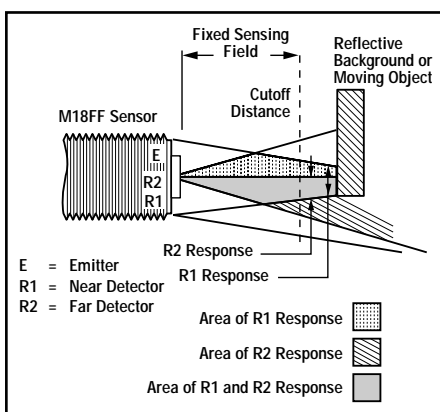 Fixed Sensing
Field
Reflective
Background or
Moving Object
M18FF Sensor
Cutoff
Distance
E
R2
R1
R2 Response
R1 Response
E = Emitter
R1 = Near Detector
R2 = Far Detector
Area of R1 Response
Area of R2 Response
Area of R1 and R2 Response